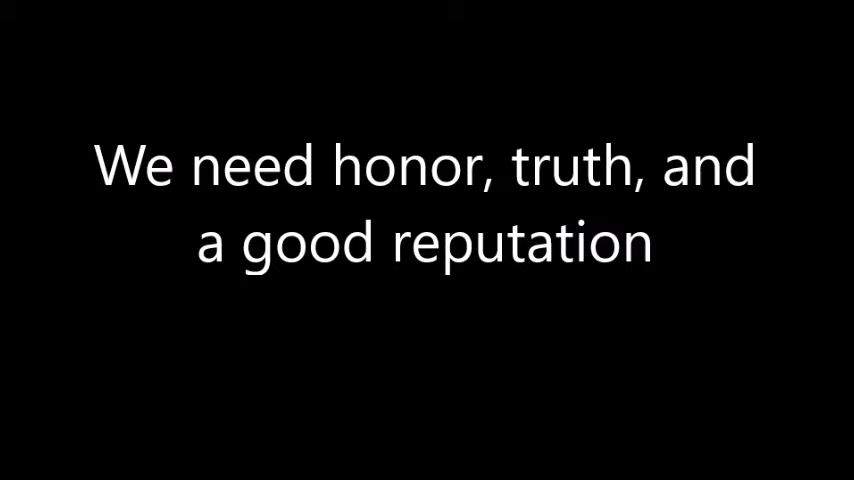 We need honor, truth, and
a good reputation